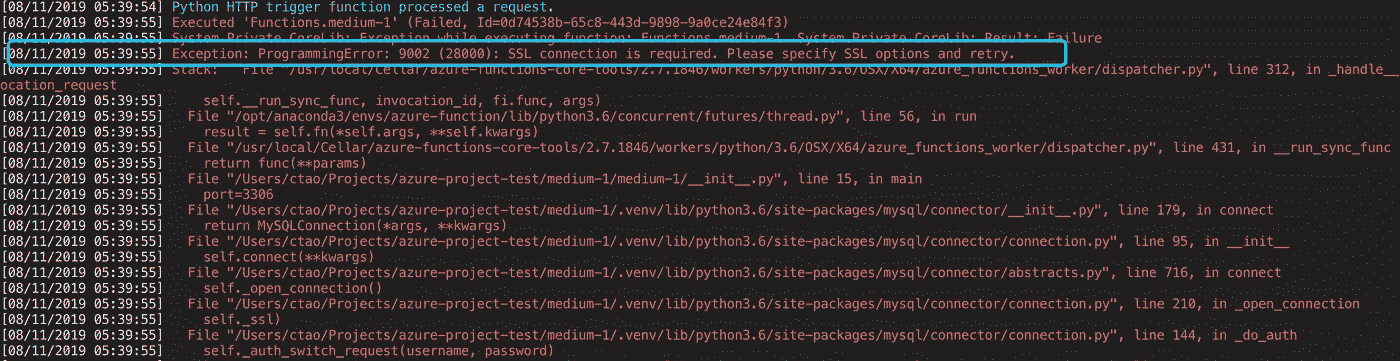 [08/11/2019 05:39:54] Python HTTP trigger function processed a request.
[08/11/2019 05:39:55] Executed 'Functions.medium-1' (Failed, Id=0d74538b-65c8-443d-9898-9a0ce24e84f3)
[08/11/2019 05:39:55] System.Private.CoreLib: Exception while executing function: Functions.medium-1. System.Private.CoreLib: Result: Failure
[08/11/2019 05:39:55] Exception: ProgrammingError: 9002 (28000): SSL connection is required. Please specify SSL options and retry.
[08/11/2019 05:39:55] Stack:   File "/usr/local/Cellar/azure-functions-core-tools/2.7.1846/workers/python/3.6/OSX/X64/azure_functions_worker/dispatcher.py", line 312, in _handle__
ocation_request
[08/11/2019 05:39:55]     self.__run_sync_func, invocation_id, fi.func, args)
[08/11/2019 05:39:55]   File "/opt/anaconda3/envs/azure-function/lib/python3.6/concurrent/futures/thread.py", line 56, in run
[08/11/2019 05:39:55]     result = self.fn(*self.args, **self.kwargs)
[08/11/2019 05:39:55]   File "/usr/local/Cellar/azure-functions-core-tools/2.7.1846/workers/python/3.6/OSX/X64/azure_functions_worker/dispatcher.py", line 431, in __run_sync_func
[08/11/2019 05:39:55]     return func(**params)
[08/11/2019 05:39:55]   File "/Users/ctao/Projects/azure-project-test/medium-1/medium-1/__init__.py", line 15, in main
[08/11/2019 05:39:55]     port=3306
[08/11/2019 05:39:55]   File "/Users/ctao/Projects/azure-project-test/medium-1/.venv/lib/python3.6/site-packages/mysql/connector/__init__.py", line 179, in connect
[08/11/2019 05:39:55]     return MySQLConnection(*args, **kwargs)
[08/11/2019 05:39:55]   File "/Users/ctao/Projects/azure-project-test/medium-1/.venv/lib/python3.6/site-packages/mysql/connector/connection.py", line 95, in __init__
[08/11/2019 05:39:55]     self.connect(**kwargs)
[08/11/2019 05:39:55]   File "/Users/ctao/Projects/azure-project-test/medium-1/.venv/lib/python3.6/site-packages/mysql/connector/abstracts.py", line 716, in connect
[08/11/2019 05:39:55]     self._open_connection()
[08/11/2019 05:39:55]   File "/Users/ctao/Projects/azure-project-test/medium-1/.venv/lib/python3.6/site-packages/mysql/connector/connection.py", line 210, in _open_connection
[08/11/2019 05:39:55]     self._ssl)
[08/11/2019 05:39:55]   File "/Users/ctao/Projects/azure-project-test/medium-1/.venv/lib/python3.6/site-packages/mysql/connector/connection.py", line 144, in _do_auth
[08/11/2019 05:39:55]     self._auth_switch_request(username, password)